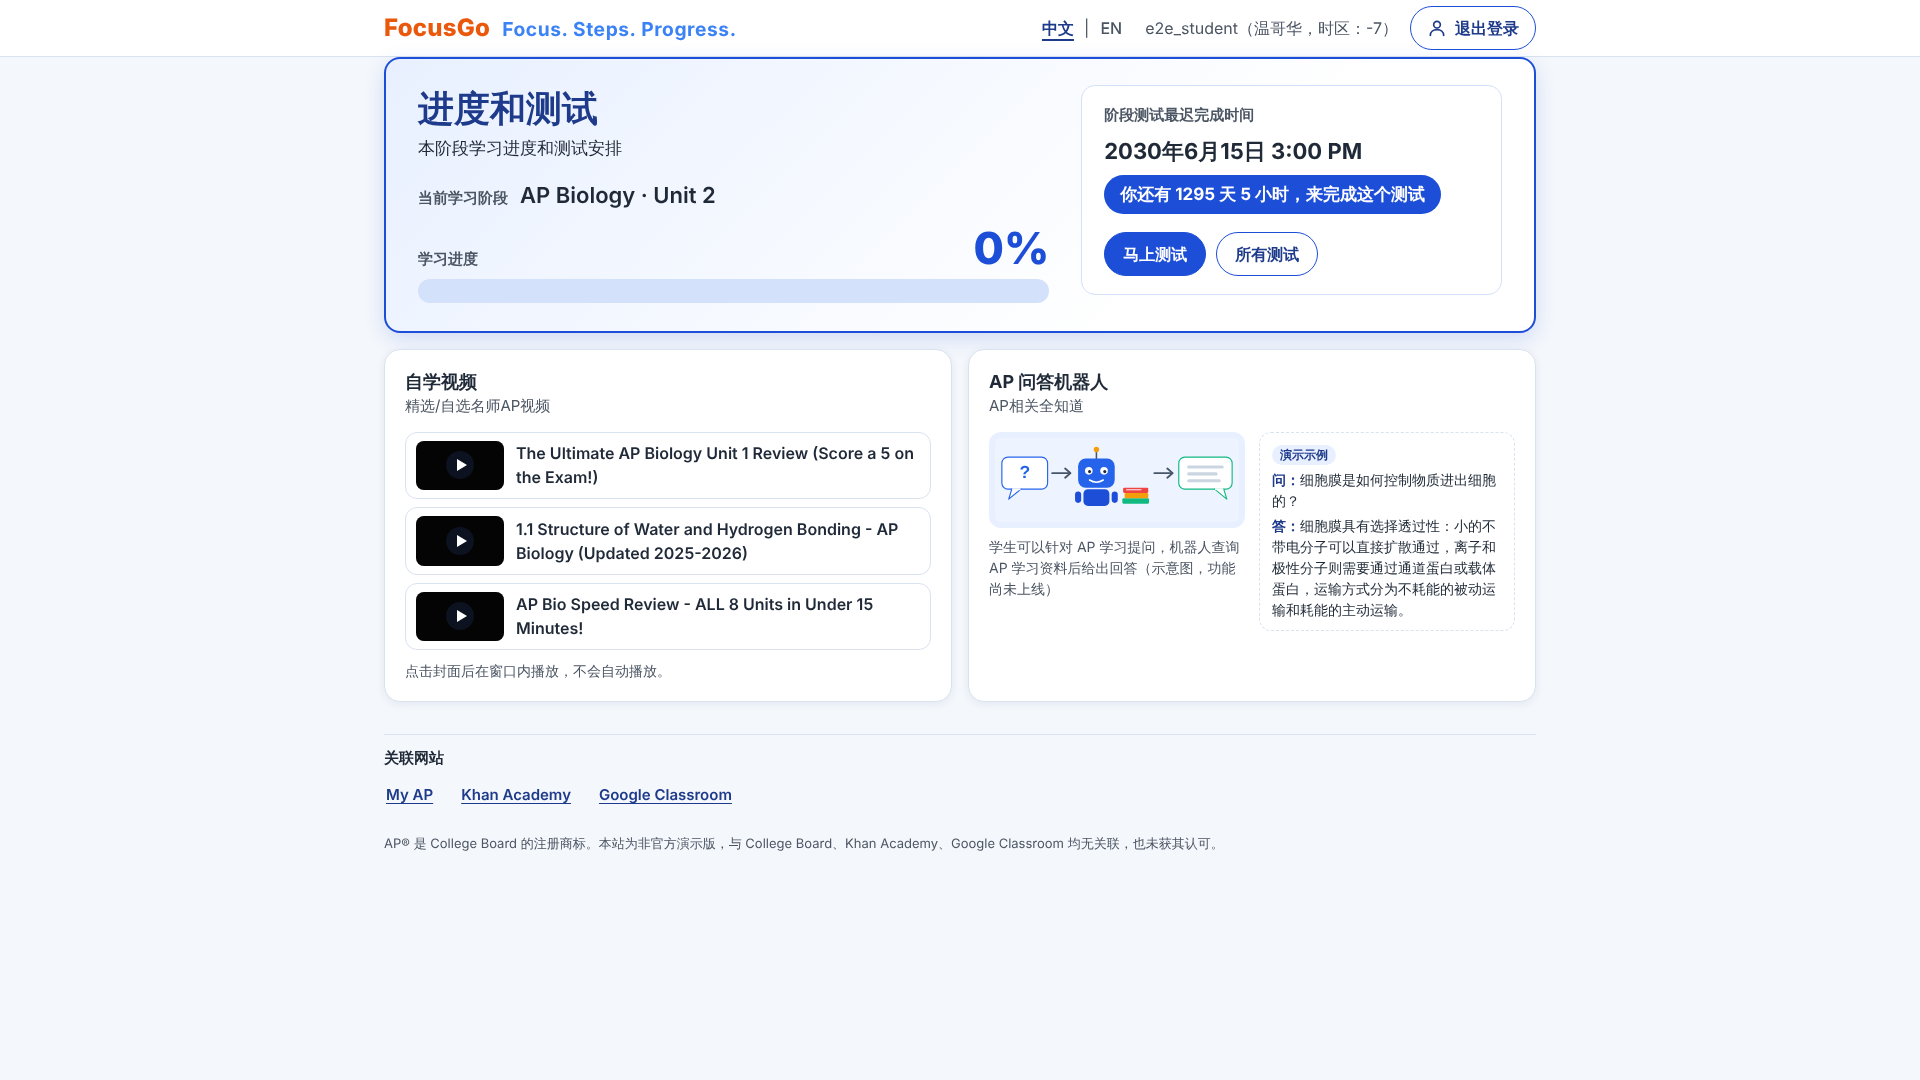 FocusGo Focus. Steps. Progress.
中文 | EN e2e_student（温哥华，时区：-7） 退出登录
进度和测试
本阶段学习进度和测试安排
当前学习阶段 AP Biology · Unit 2
学习进度 0%
阶段测试最迟完成时间
2030年6月15日 3:00 PM
你还有 1295 天 5 小时，来完成这个测试
马上测试 所有测试
自学视频
精选/自选名师AP视频
The Ultimate AP Biology Unit 1 Review (Score a 5 on
the Exam!)
1.1 Structure of Water and Hydrogen Bonding - AP
Biology (Updated 2025-2026)
AP Bio Speed Review - ALL 8 Units in Under 15
Minutes!
点击封面后在窗口内播放，不会自动播放。
AP 问答机器人
AP相关全知道
?
学生可以针对 AP 学习提问，机器人查询
AP 学习资料后给出回答（示意图，功能
尚未上线）
演示示例
问：细胞膜是如何控制物质进出细胞
的？
答：细胞膜具有选择透过性：小的不
带电分子可以直接扩散通过，离子和
极性分子则需要通过通道蛋白或载体
蛋白，运输方式分为不耗能的被动运
输和耗能的主动运输。
关联网站
My AP Khan Academy Google Classroom
AP® 是 College Board 的注册商标。本站为非官方演示版，与 College Board、Khan Academy、Google Classroom 均无关联，也未获其认可。